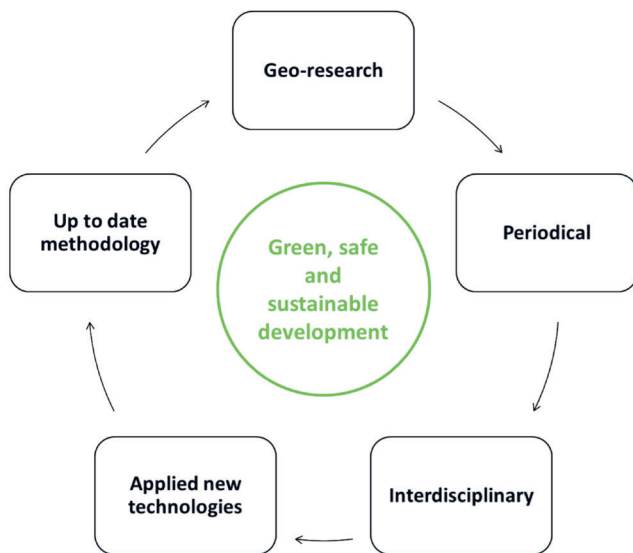 Geo-research
Periodical
Interdisciplinary
Applied new
technologies
Up to date
methodology
Green, safe
and
sustainable
development